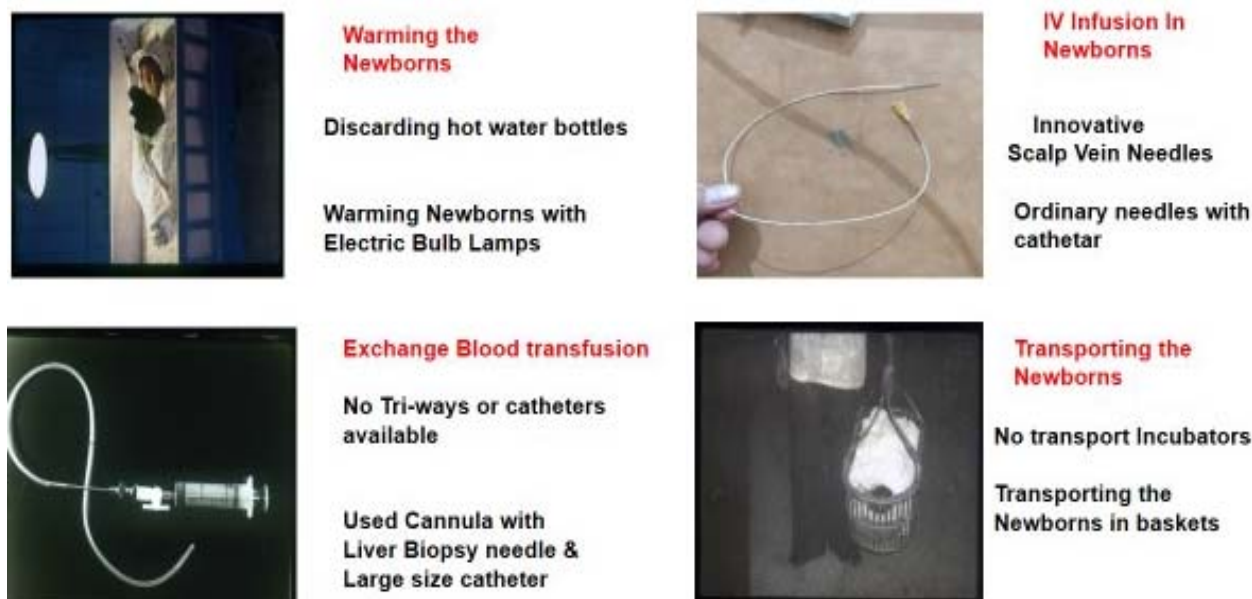 Warming the
Newborns
Discarding hot water bottles
Warming Newborns with
Electric Bulb Lamps
IV Infusion In
Newborns
Innovative
Scalp Vein Needles
Ordinary needles with
cathetar
Exchange Blood transfusion
No Tri-ways or catheters
available
Used Cannula with
Liver Biopsy needle &
Large size catheter
Transporting the
Newborns
No transport Incubators
Transporting the
Newborns in baskets